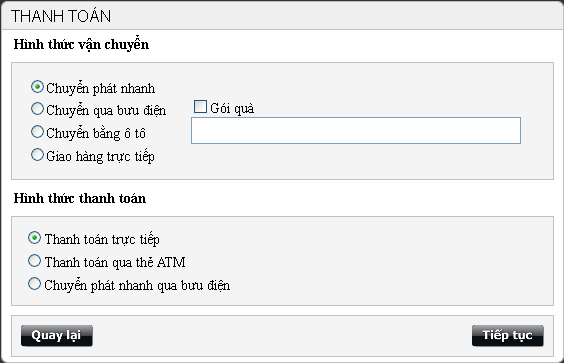 THANH TOÁN
Hình thức vận chuyển
Chuyển phát nhanh
Chuyển qua bưu điện
Gói quà
Chuyển bằng ô tô
Giao hàng trực tiếp
Hình thức thanh toán
Thanh toán trực tiếp
Thanh toán qua thẻ ATM
Chuyển phát nhanh qua bưu điện
Quay lại
Tiếp tục